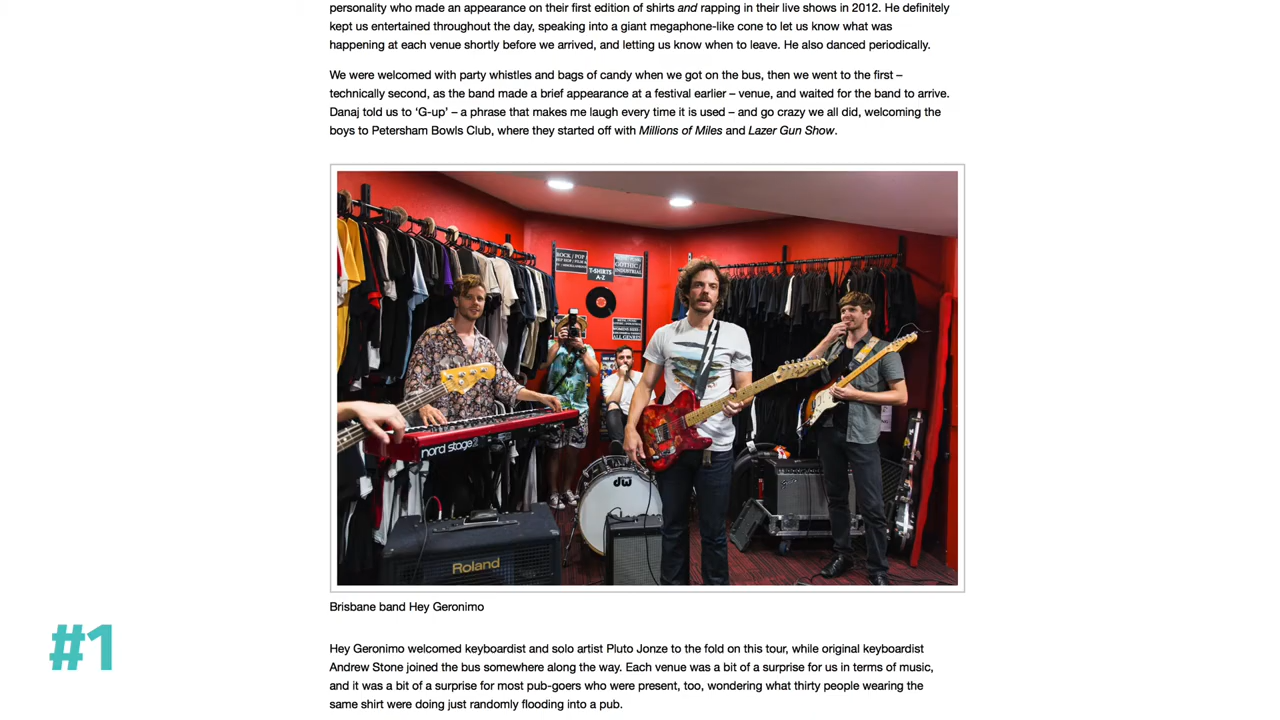 personality who made an appearance on their first edition of shirts and rapping in their live shows in 2012. He definitely
kept us entertained throughout the day, speaking into a giant megaphone-like cone to let us know what was
happening at each venue shortly before we arrived, and letting us know when to leave. He also danced periodically.
We were welcomed with party whistles and bags of candy when we got on the bus, then we went to the first –
technically second, as the band made a brief appearance at a festival earlier – venue, and waited for the band to arrive.
Danaj told us to ‘G-up’ – a phrase that makes me laugh every time it is used – and go crazy we all did, welcoming the
boys to Petersham Bowls Club, where they started off with Millions of Miles and Lazer Gun Show.
ROCK / POP
GOTHIC /
INDUSTRIAL
T-SHIRTS
A-Z
ALL GENRES
nord stage
dw
Fender
Roland
Brisbane band Hey Geronimo
#1
Hey Geronimo welcomed keyboardist and solo artist Pluto Jonze to the fold on this tour, while original keyboardist
Andrew Stone joined the bus somewhere along the way. Each venue was a bit of a surprise for us in terms of music,
and it was a bit of a surprise for most pub-goers who were present, too, wondering what thirty people wearing the
same shirt were doing just randomly flooding into a pub.